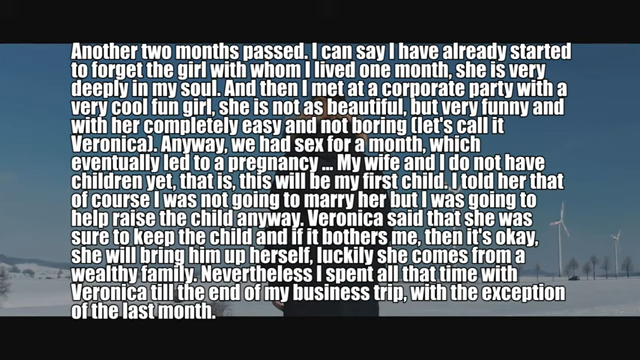 Another two months passed. I can say I have already started
to forget the girl with whom I lived one month, she is very
deeply in my soul. And then I met at a corporate party with a
very cool fun girl, she is not as beautiful, but very funny and
with her completely easy and not boring (let's call it
Veronica). Anyway, we had sex for a month, which
eventually led to a pregnancy ... My wife and I do not have
children yet, that is, this will be my first child. I told her that
of course I was not going to marry her but I was going to
help raise the child anyway. Veronica said that she was
sure to keep the child and if it bothers me, then it's okay,
she will bring him up herself, luckily she comes from a
wealthy family. Nevertheless I spent all that time with
Veronica till the end of my business trip, with the exception
of the last month.